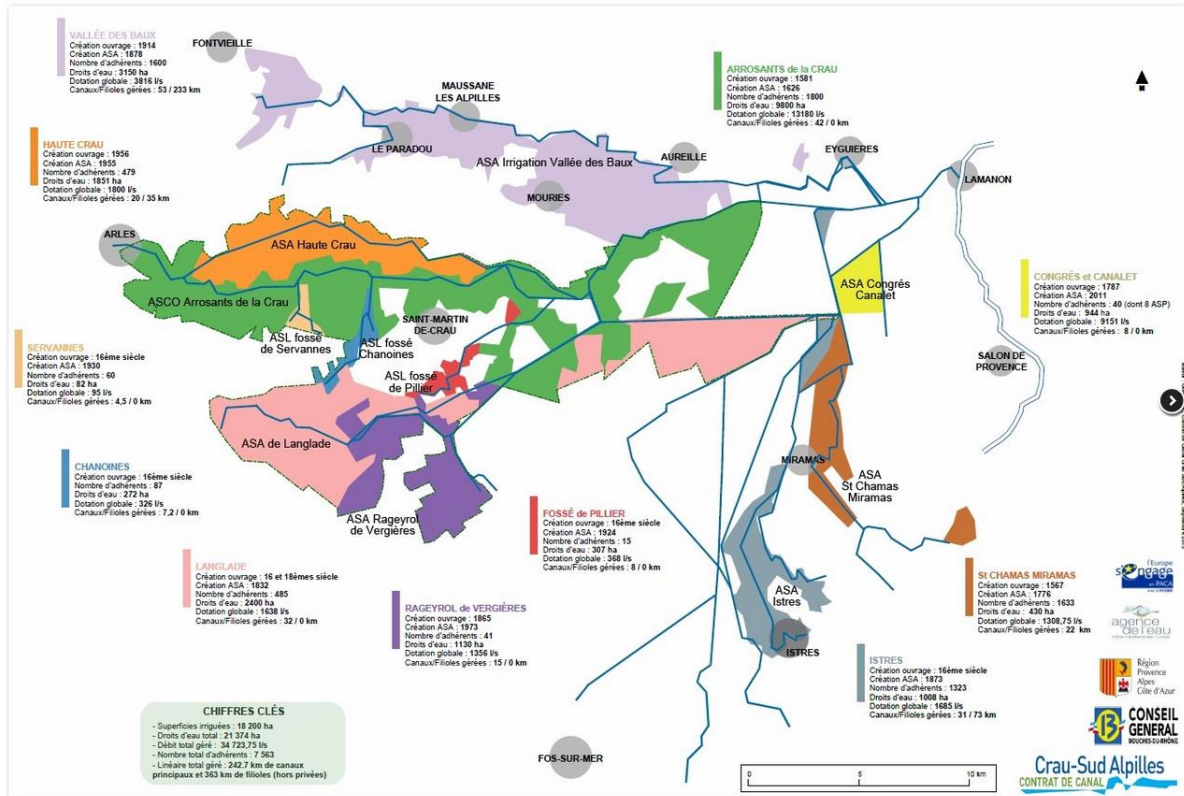 VALLÉE DES BAUX
Création ouvrage : 1914
Création ASA : 1878
Nombre d'adhérents : 1600
Droits d'eau : 3150 ha
Dotation globale : 3816 l/s
Canaux/Filioles gérées : 53 / 233 km
FONTVIEILLE
MAUSSANE
LES ALPILLES
LE PARADOU
ASA Irrigation Vallée des Baux
MOURIES
AUREILLE
ARROSANTS de la CRAU
Création ouvrage : 1581
Création ASA : 1626
Nombre d'adhérents : 1800
Droits d'eau : 9800 ha
Dotation globale : 13180 l/s
Canaux/Filioles gérées : 42 / 0 km
EYGUIERES
LAMANON
HAUTE CRAU
Création ouvrage : 1956
Création ASA : 1955
Nombre d'adhérents : 479
Droits d'eau : 1851 ha
Dotation globale : 1800 l/s
Canaux/Filioles gérées : 20 / 35 km
ARLES
ASA Haute Crau
ASCO Arrosants de la Crau
ASL fossé
de Servannes
ASL fossé
Chanoines
SAINT-MARTIN
DE-CRAU
ASL fossé
de Pillier
ASA Congrés
Canalet
CONGRÉS et CANALET
Création ouvrage : 1787
Création ASA : 2011
Nombre d'adhérents : 40 (dont 8 ASP)
Droits d'eau : 944 ha
Dotation globale : 9151 l/s
Canaux/Filioles gérées : 8 / 0 km
SALON DE
PROVENCE
SERVANNES
Création ouvrage : 16ème siècle
Création ASA : 1930
Nombre d'adhérents : 60
Droits d'eau : 82 ha
Dotation globale : 95 l/s
Canaux/Filioles gérées : 4,5 / 0 km
ASA de Langlade
ASA Rageyrol
de Vergières
MIRAMAS
ASA
St Chamas
Miramas
CHANOINES
Création ouvrage : 16ème siècle
Nombre d'adhérents : 87
Droits d'eau : 272 ha
Dotation globale : 326 l/s
Canaux/Filioles gérées : 7,2 / 0 km
FOSSÉ de PILLIER
Création ouvrage : 16ème siècle
Création ASA : 1924
Nombre d'adhérents : 15
Droits d'eau : 307 ha
Dotation globale : 368 l/s
Canaux/Filioles gérées : 8 / 0 km
LANGLADE
Création ouvrage : 16 et 18èmes siècle
Création ASA : 1832
Nombre d'adhérents : 485
Droits d'eau : 2400 ha
Dotation globale : 1638 l/s
Canaux/Filioles gérées : 32 / 0 km
RAGEYROL de VERGIÈRES
Création ouvrage : 1865
Création ASA : 1973
Nombre d'adhérents : 41
Droits d'eau : 1130 ha
Dotation globale : 1356 l/s
Canaux/Filioles gérées : 15 / 0 km
ASA
Istres
ISTRES
St CHAMAS MIRAMAS
Création ouvrage : 1567
Création ASA : 1776
Nombre d'adhérents : 1633
Droits d'eau : 430 ha
Dotation globale : 1308,75 l/s
Canaux/Filioles gérées : 22 km
ISTRES
Création ouvrage : 16ème siècle
Création ASA : 1873
Nombre d'adhérents : 1323
Droits d'eau : 1008 ha
Dotation globale : 1685 l/s
Canaux/Filioles gérées : 31 / 73 km
CHIFFRES CLÉS
- Superficies irriguées : 18 200 ha
- Droits d'eau total : 21 374 ha
- Débit total géré : 34 723,75 l/s
- Nombre total d'adhérents : 7 563
- Linéaire total géré : 242.7 km de canaux
principaux et 363 km de filioles (hors privées)
FOS-SUR-MER
0 5 10 km
l'Europe
s'engage
en PACA
agence
de l'eau
Région
Provence
Alpes
Côte d'Azur
CONSEIL
GENERAL
BOUCHES-DU-RHÔNE
Crau-Sud Alpilles
CONTRAT DE CANAL